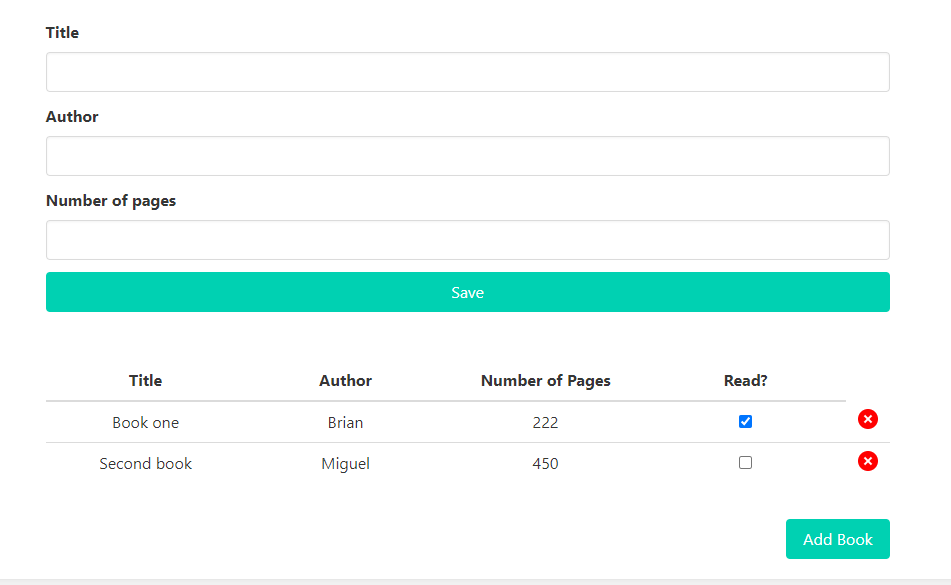 Title
Author
Number of pages
Save
Title Author Number of Pages Read?
Book one Brian 222
Second book Miguel 450
Add Book